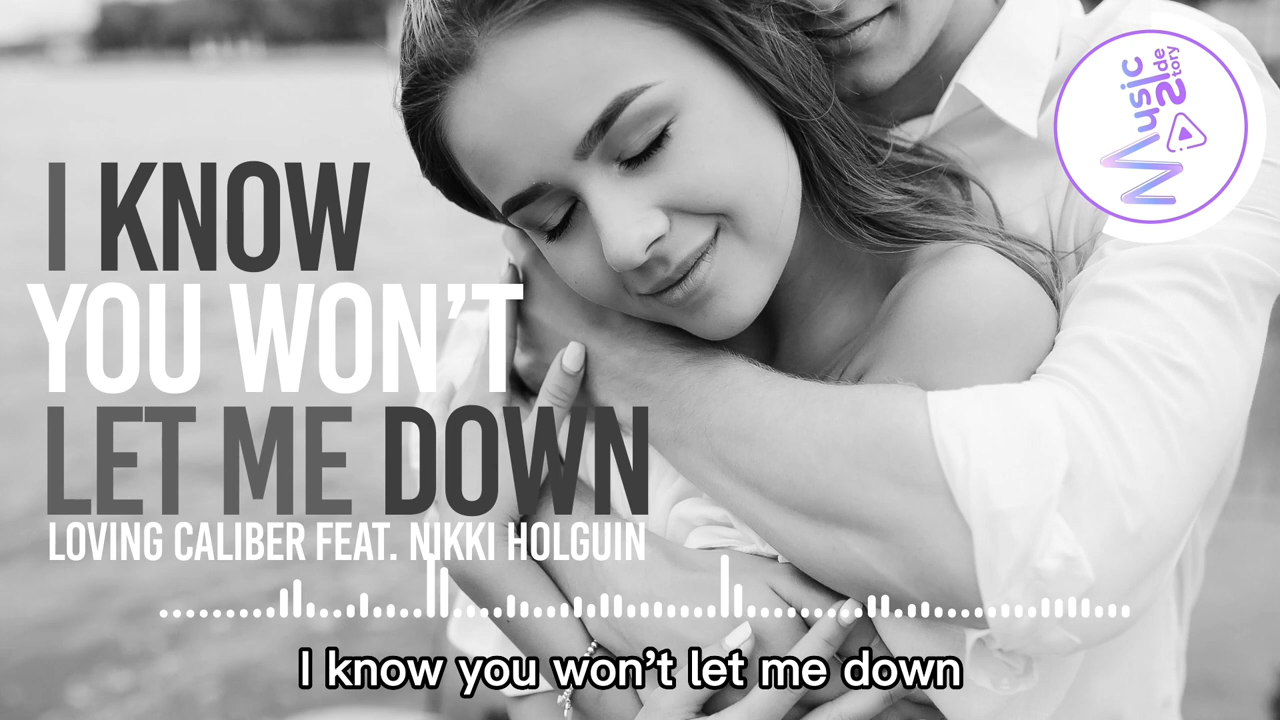 I KNOW
YOU WON'T
LET ME DOWN
LOVING CALIBER FEAT. NIKKI HOLGUIN
I know you won't let me down
Music
de
Story